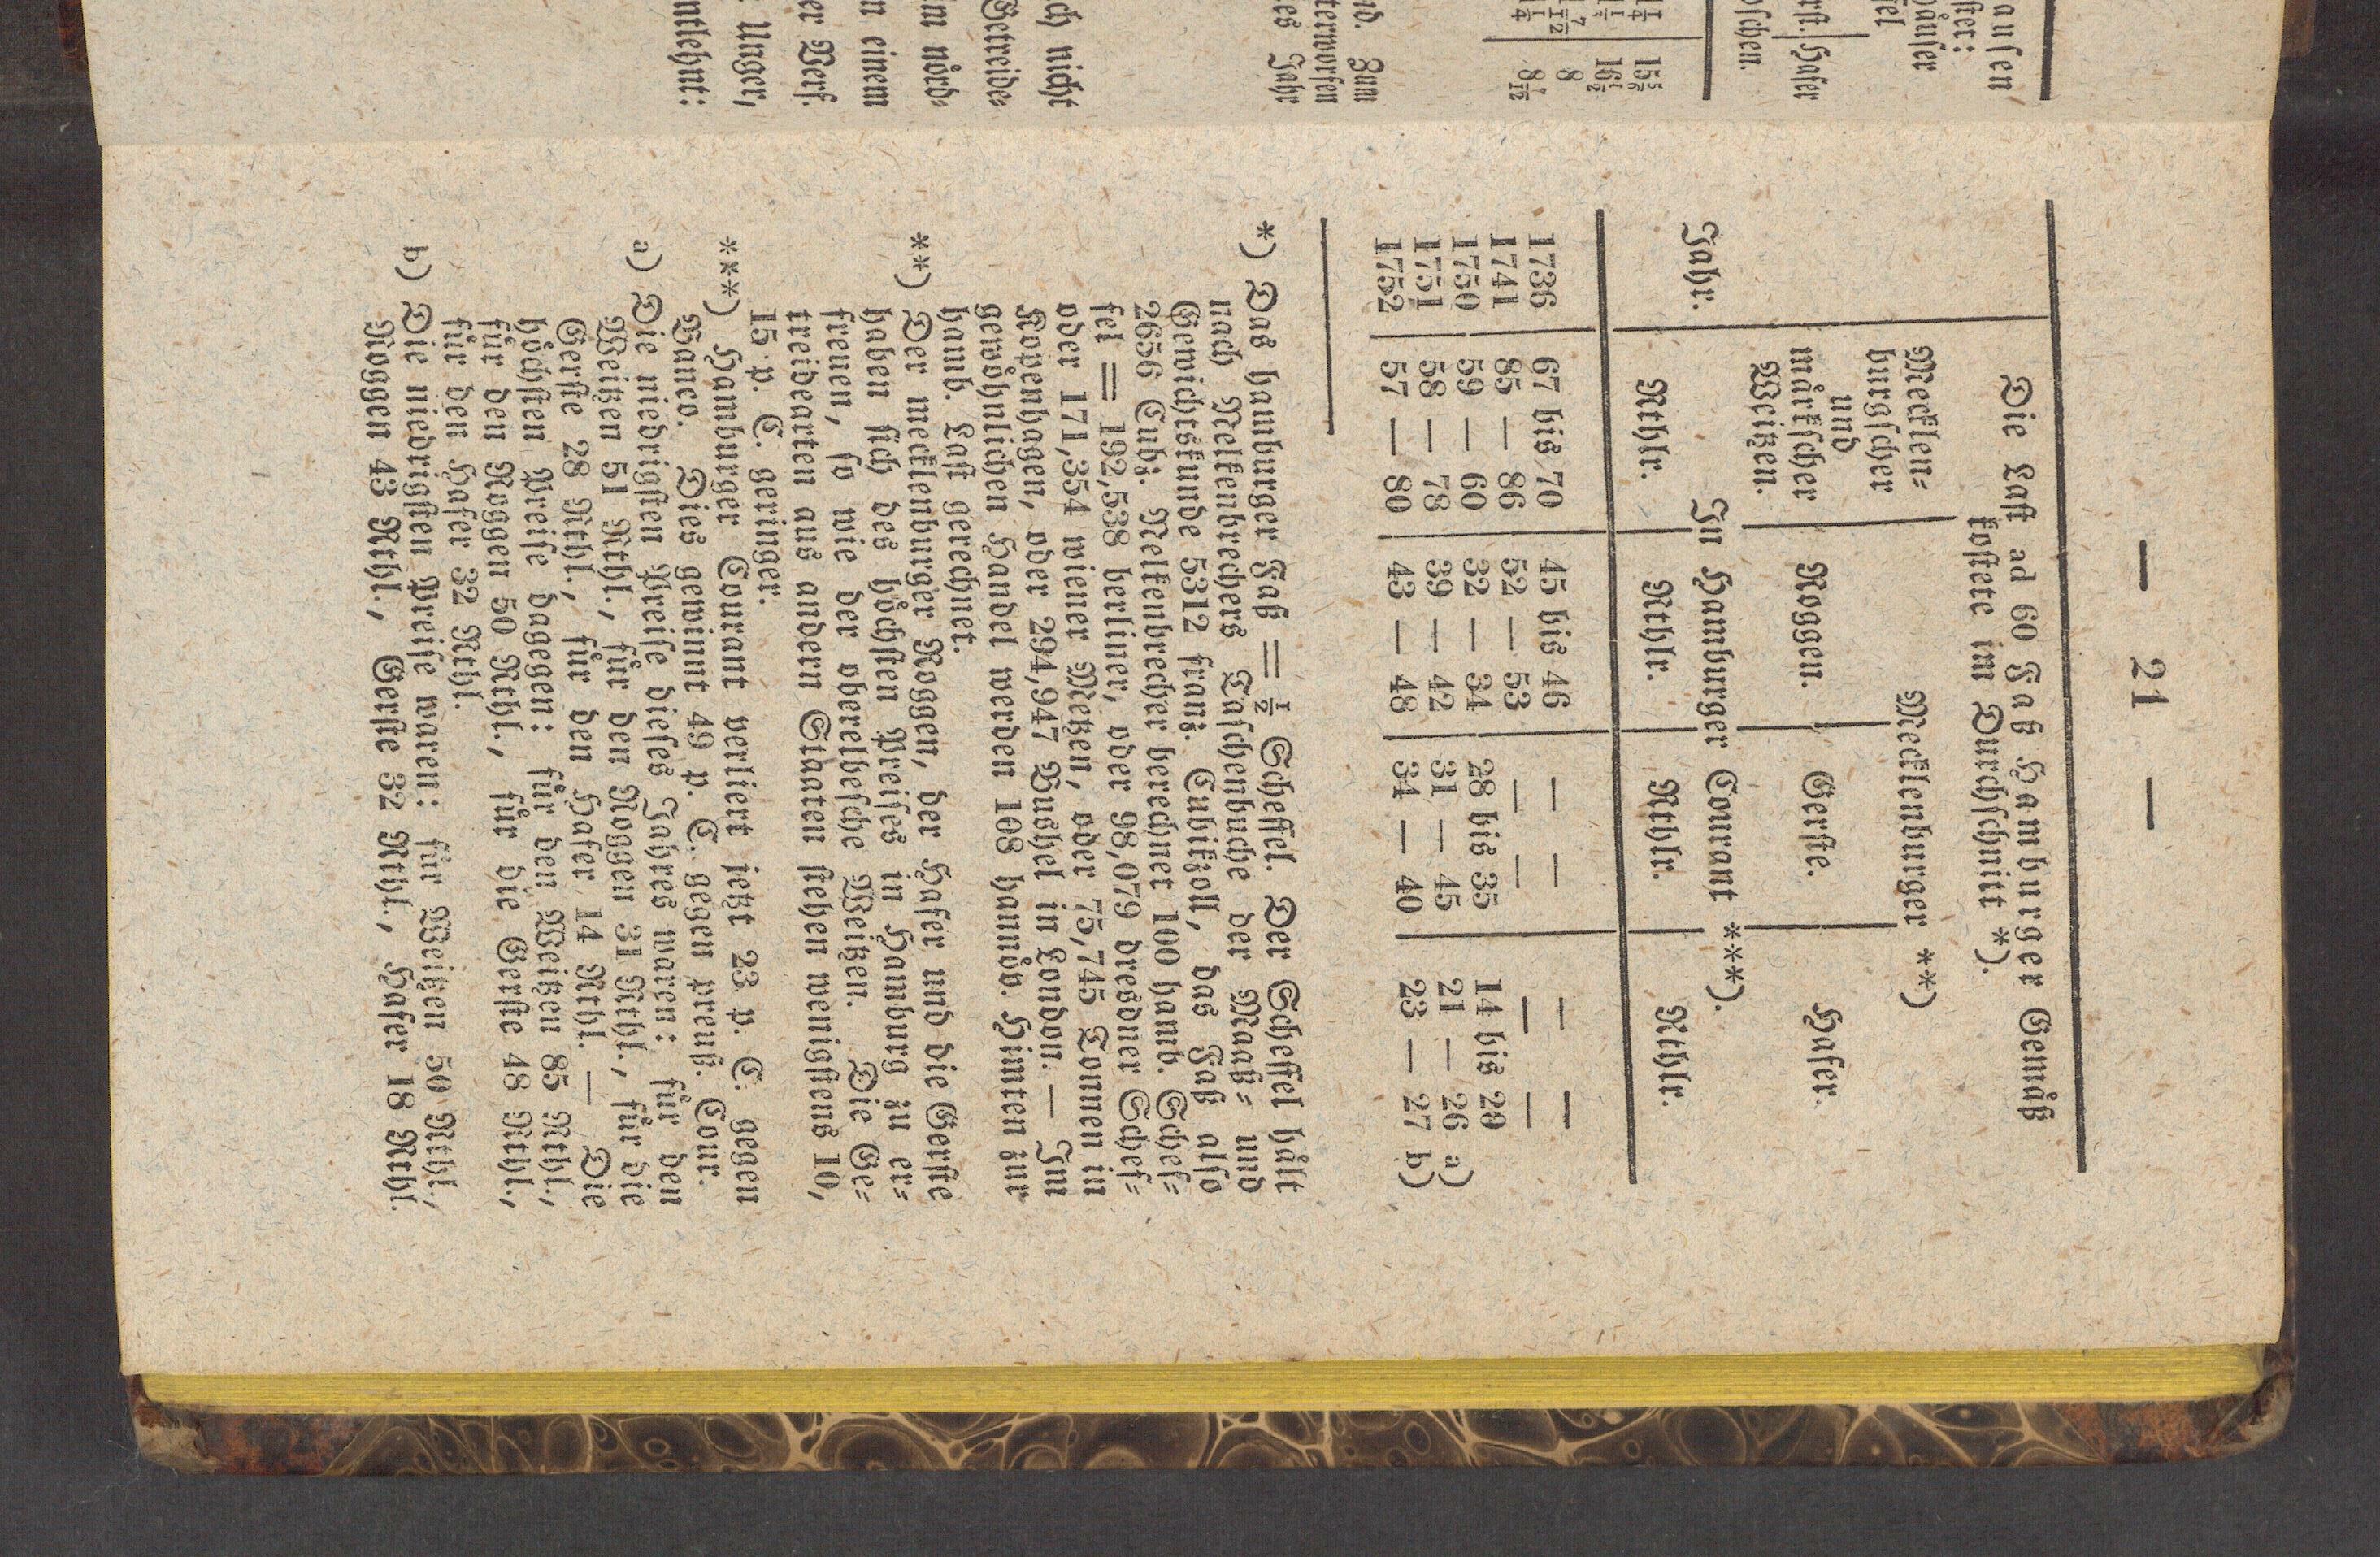 — 21 —
Die Last ad 60 Faß Hamburger Gemäß
kostete im Durchschnitt *).
Mecklen-
burgscher
und
märkscher
Weitzen.
Mecklenburger **)
Roggen. Gerste. Hafer.
Jahr.
In Hamburger Courant ***).
Rthlr. Rthlr. Rthlr. Rthlr.
1736 67 bis 70 45 bis 46 — — — —
1741 85 — 86 52 — 53 — — — —
1750 59 — 60 32 — 34 28 bis 35 14 bis 20
1751 58 — 78 39 — 42 31 — 45 21 — 26 a)
1752 57 — 80 43 — 48 34 — 40 23 — 27 b)
*) Das hamburger Faß = ½ Scheffel. Der Scheffel hält
nach Melkenbrechers Taschenbuche der Maaß- und
Gewichtskunde 5312 franz. Cubikzoll, das Faß also
2656 Cubz. Melkenbrecher berechnet 100 hamb. Schef-
fel = 192,538 berliner, oder 98,079 dresdner Scheffel
oder 171,354 wiener Metzen, oder 75,745 Tonnen in
Kopenhagen, oder 294,947 Bushel in London. — Im
gewöhnlichen Handel werden 108 hannöv. Himten zur
hamb. Last gerechnet.
**) Der mecklenburger Roggen, der Hafer und die Gerste
haben sich des höchsten Preises in Hamburg zu er-
freuen, so wie der oberelbesche Weitzen. Die Ge-
treidearten aus andern Staten stehen wenigstens 10,
15 p. C. geringer.
***) Hamburger Courant verliert jetzt 23 p. C. gegen
Banco. Dies gewinnt 49 p. C. gegen preuß. Cour.
a) Die niedrigsten Preise dieses Jahres waren: für den
Weitzen 51 Rthl., für den Roggen 31 Rthl., für die
Gerste 28 Rthl., für den Hafer 14 Rthl. — Die
höchsten Preise dagegen: für den Weitzen 85 Rthl.,
für den Roggen 50 Rthl., für die Gerste 48 Rthl.,
für den Hafer 32 Rthl.
b) Die niedrigsten Preise waren: für Weitzen 50 Rthl.,
Roggen 43 Rthl., Gerste 32 Rthl., Hafer 18 Rthl.